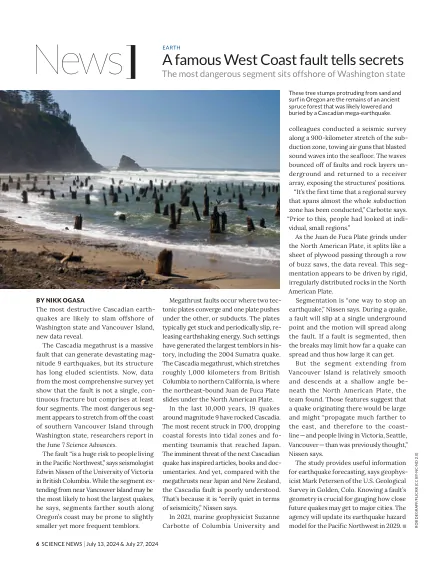 News
EARTH
A famous West Coast fault tells secrets
The most dangerous segment sits offshore of Washington state
These tree stumps protruding from sand and
surf in Oregon are the remains of an ancient
spruce forest that was likely lowered and
buried by a Cascadian mega-earthquake.
BY NIKK OGASA
The most destructive Cascadian earth-
quakes are likely to slam offshore of
Washington state and Vancouver Island,
new data reveal.
The Cascadia megathrust is a massive
fault that can generate devastating mag-
nitude 9 earthquakes, but its structure
has long eluded scientists. Now, data
from the most comprehensive survey yet
show that the fault is not a single, con-
tinuous fracture but comprises at least
four segments. The most dangerous seg-
ment appears to stretch from off the coast
of southern Vancouver Island through
Washington state, researchers report in
the June 7 Science Advances.
The fault "is a huge risk to people living
in the Pacific Northwest," says seismologist
Edwin Nissen of the University of Victoria
in British Columbia. While the segment ex-
tending from near Vancouver Island may be
the most likely to host the largest quakes,
he says, segments farther south along
Oregon's coast may be prone to slightly
smaller yet more frequent temblors.
Megathrust faults occur where two tec-
tonic plates converge and one plate pushes
under the other, or subducts. The plates
typically get stuck and periodically slip, re-
leasing earthshaking energy. Such settings
have generated the largest temblors in his-
tory, including the 2004 Sumatra quake.
The Cascadia megathrust, which stretches
roughly 1,000 kilometers from British
Columbia to northern California, is where
the northeast-bound Juan de Fuca Plate
slides under the North American Plate.
In the last 10,000 years, 19 quakes
around magnitude 9 have rocked Cascadia.
The most recent struck in 1700, dropping
coastal forests into tidal zones and fo-
menting tsunamis that reached Japan.
The imminent threat of the next Cascadian
quake has inspired articles, books and doc-
umentaries. And yet, compared with the
megathrusts near Japan and New Zealand,
the Cascadia fault is poorly understood.
That's because it is "eerily quiet in terms
of seismicity," Nissen says.
In 2021, marine geophysicist Suzanne
Carbotte of Columbia University and
colleagues conducted a seismic survey
along a 900-kilometer stretch of the sub-
duction zone, towing air guns that blasted
sound waves into the seafloor. The waves
bounced off of faults and rock layers un-
derground and returned to a receiver
array, exposing the structures' positions.
"It's the first time that a regional survey
that spans almost the whole subduction
zone has been conducted," Carbotte says.
"Prior to this, people had looked at indi-
vidual, small regions."
As the Juan de Fuca Plate grinds under
the North American Plate, it splits like a
sheet of plywood passing through a row
of buzz saws, the data reveal. This seg-
mentation appears to be driven by rigid,
irregularly distributed rocks in the North
American Plate.
Segmentation is "one way to stop an
earthquake," Nissen says. During a quake,
a fault will slip at a single underground
point and the motion will spread along
the fault. If a fault is segmented, then
the breaks may limit how far a quake can
spread and thus how large it can get.
But the segment extending from
Vancouver Island is relatively smooth
and descends at a shallow angle be-
neath the North American Plate, the
team found. Those features suggest that
a quake originating there would be large
and might "propagate much farther to
the east, and therefore to the coast-
line — and people living in Victoria, Seattle,
Vancouver — than was previously thought,"
Nissen says.
The study provides useful information
for earthquake forecasting, says geophys-
icist Mark Petersen of the U.S. Geological
Survey in Golden, Colo. Knowing a fault's
geometry is crucial for gauging how close
future quakes may get to major cities. The
agency will update its earthquake hazard
model for the Pacific Northwest in 2029.
6 SCIENCE NEWS | July 13, 2024 & July 27, 2024